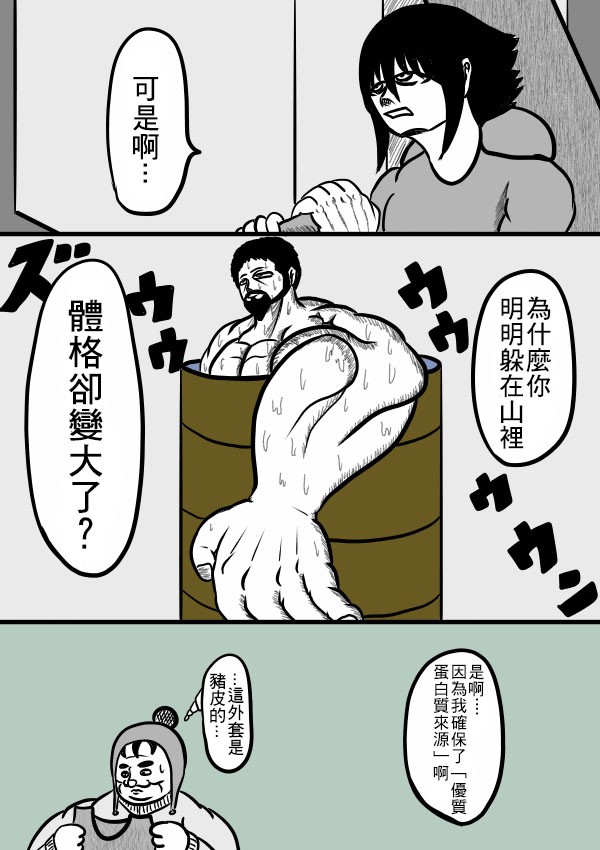 可是啊…
為什麼你
明明躲在山裡
體格卻變大了?
ズウウウウン
是啊…
因為我確保了「優質
蛋白質來源」啊
…這外套是
豬皮的…